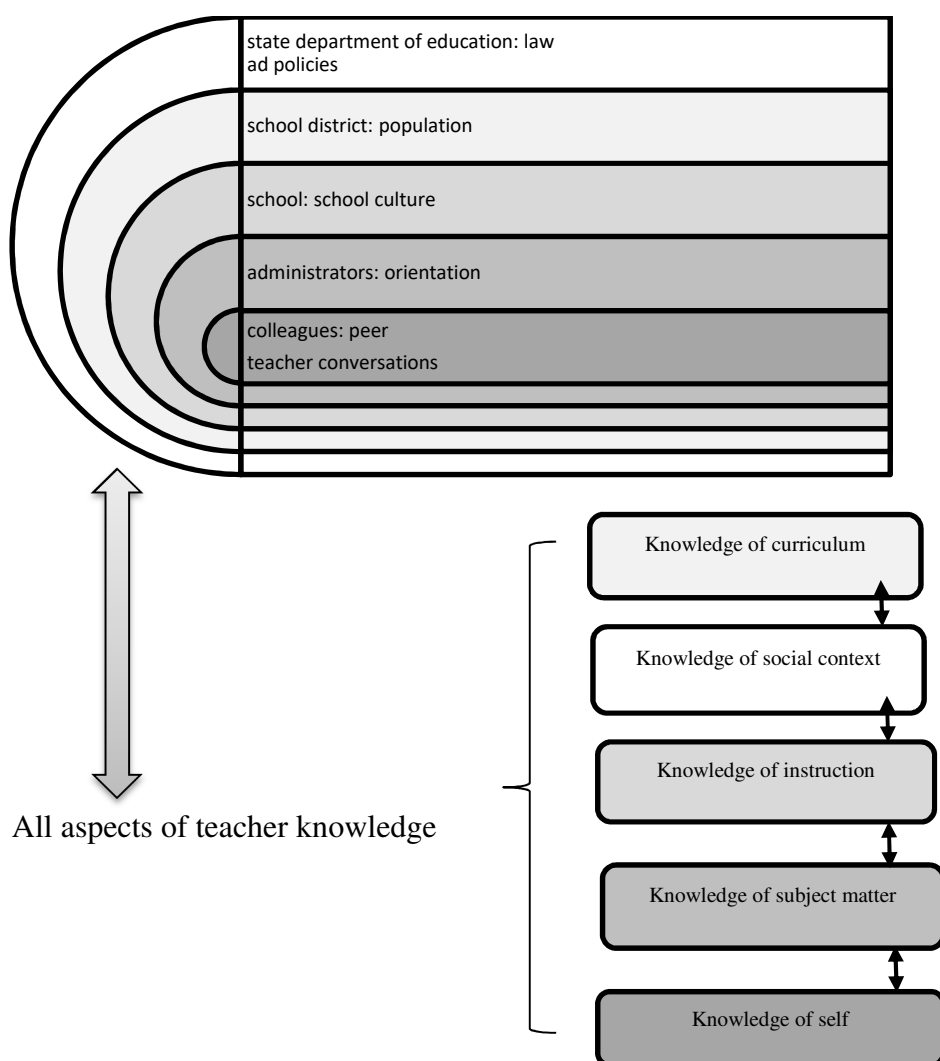 state department of education: law
ad policies
school district: population
school: school culture
administrators: orientation
colleagues: peer
teacher conversations
Knowledge of curriculum
Knowledge of social context
Knowledge of instruction
All aspects of teacher knowledge
Knowledge of subject matter
Knowledge of self